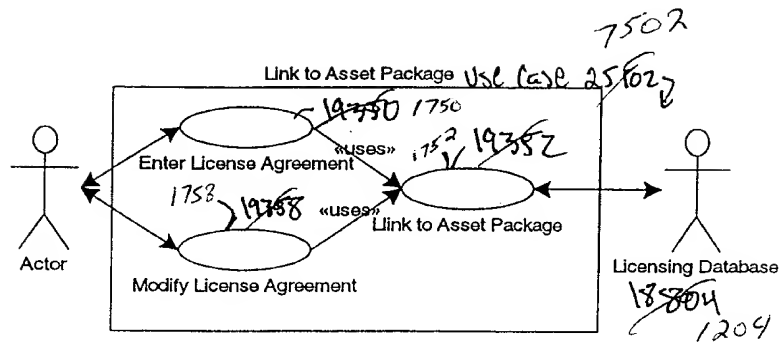 7502
Link to Asset Package Use Case 25102
19350 1750
Enter License Agreement
«uses»
1752 19352
1758 19358
«uses»
Llink to Asset Package
Actor
Modify License Agreement
Licensing Database
18804
1204